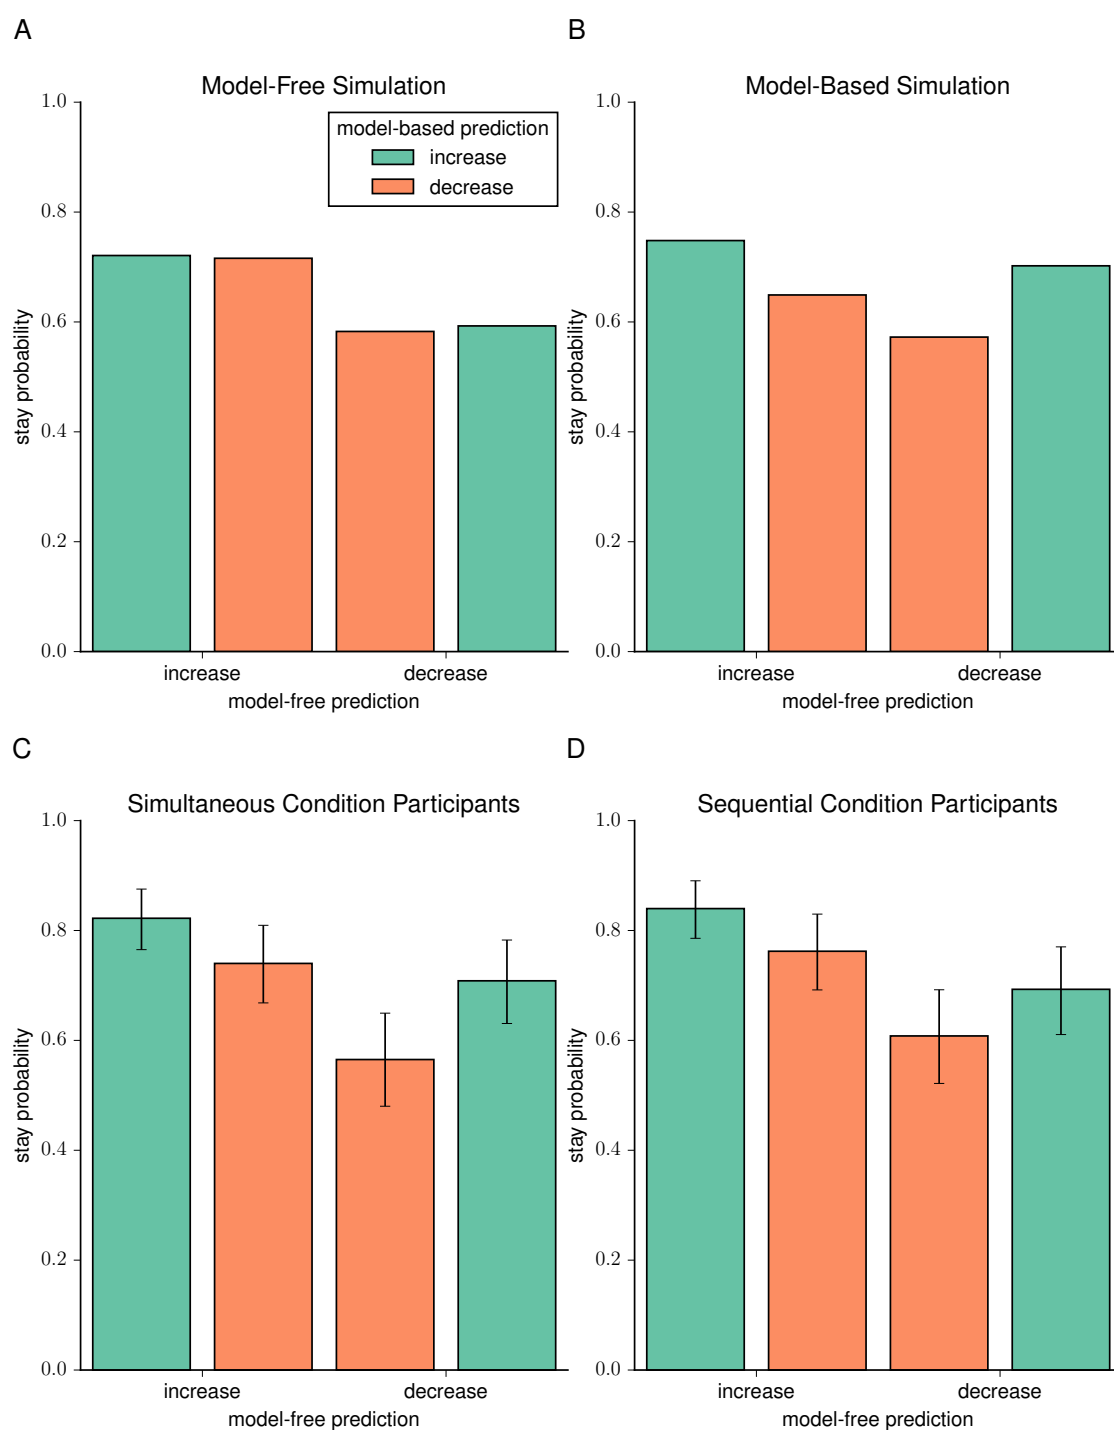 A
Model-Free Simulation
1.0
0.8
0.6
0.4
0.2
0.0
stay probability
model-based prediction
increase
decrease
increase
decrease
model-free prediction
B
Model-Based Simulation
1.0
0.8
0.6
0.4
0.2
0.0
stay probability
increase
decrease
model-free prediction
C
Simultaneous Condition Participants
1.0
0.8
0.6
0.4
0.2
0.0
stay probability
increase
decrease
model-free prediction
D
Sequential Condition Participants
1.0
0.8
0.6
0.4
0.2
0.0
stay probability
increase
decrease
model-free prediction